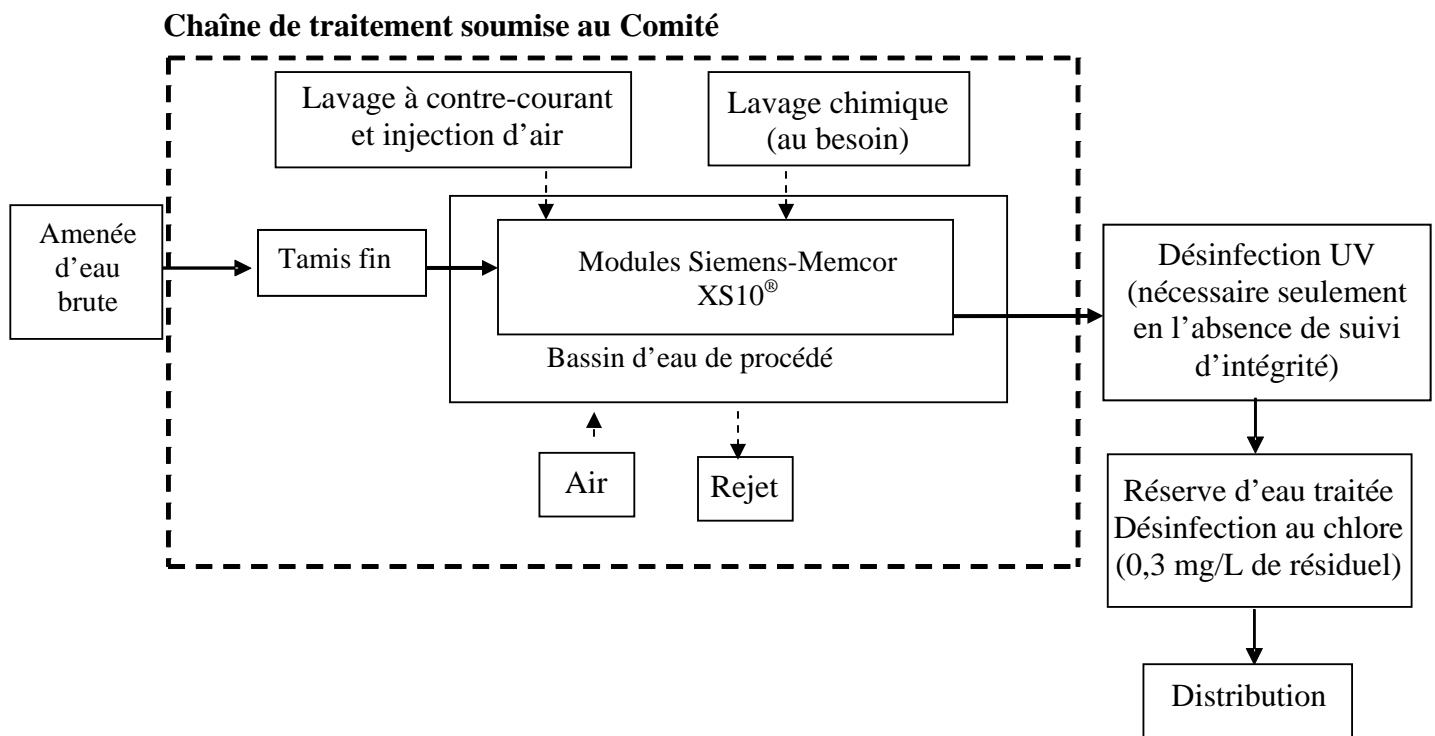 Chaîne de traitement soumise au Comité
Lavage à contre-courant
et injection d’air
Lavage chimique
(au besoin)
Amenée
d’eau
brute
Tamis fin
Modules Siemens-Memcor
XS10®
Bassin d’eau de procédé
Air
Rejet
Désinfection UV
(nécessaire seulement
en l’absence de suivi
d’intégrité)
Réserve d’eau traitée
Désinfection au chlore
(0,3 mg/L de résiduel)
Distribution